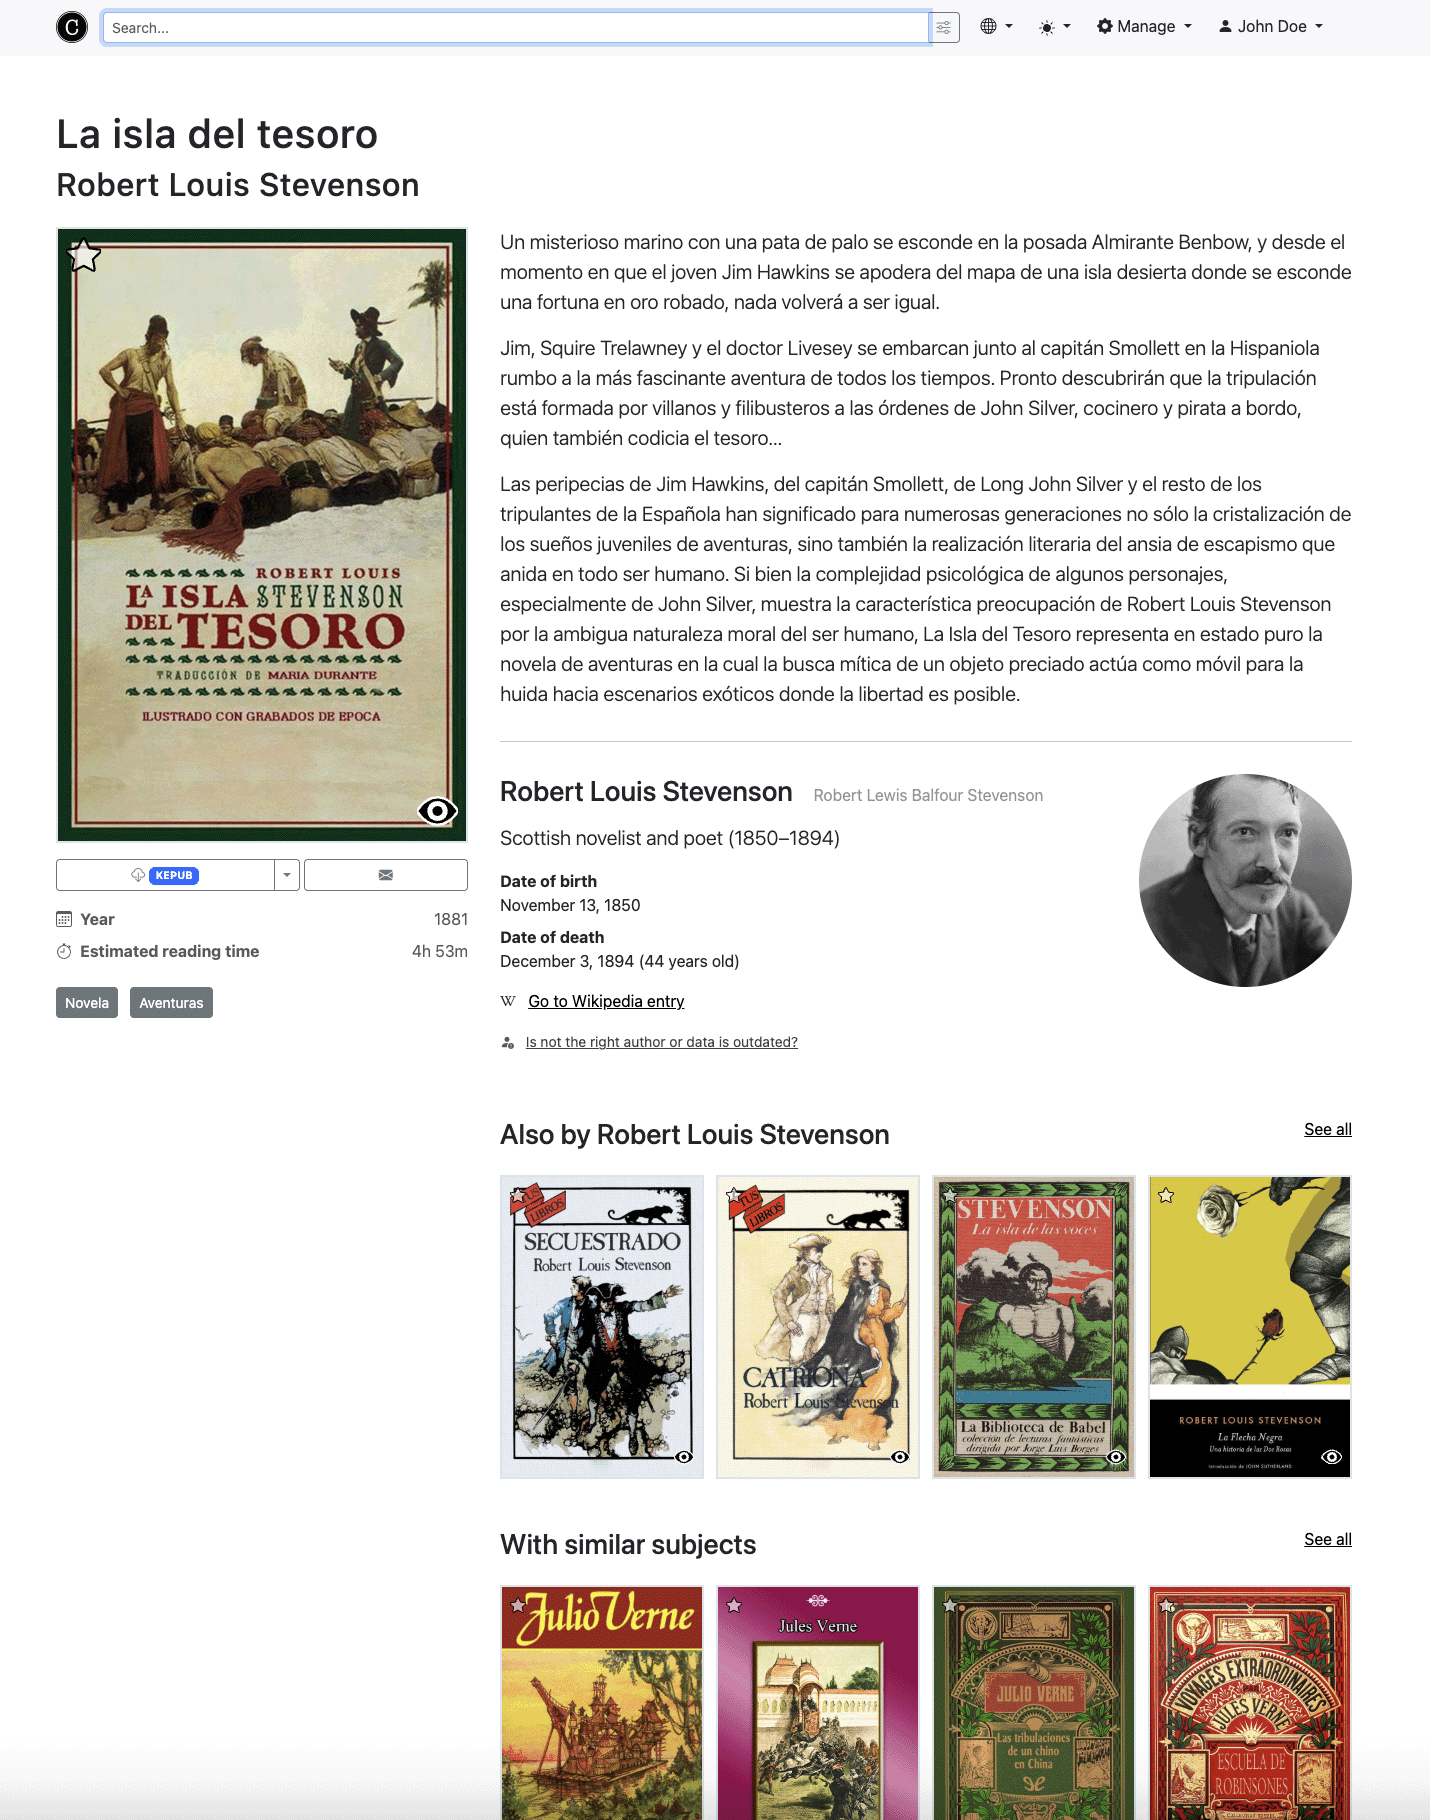 C
Search...
Manage
John Doe
La isla del tesoro
Robert Louis Stevenson
ROBERT LOUIS
LA ISLA STEVENSON
DEL TESORO
TRADUCCIÓN DE MARIA DURANTE
ILUSTRADO CON GRABADOS DE EPOCA
KEPUB
Year 1881
Estimated reading time 4h 53m
Novela Aventuras
Un misterioso marino con una pata de palo se esconde en la posada Almirante Benbow, y desde el
momento en que el joven Jim Hawkins se apodera del mapa de una isla desierta donde se esconde
una fortuna en oro robado, nada volverá a ser igual.
Jim, Squire Trelawney y el doctor Livesey se embarcan junto al capitán Smollett en la Hispaniola
rumbo a la más fascinante aventura de todos los tiempos. Pronto descubrirán que la tripulación
está formada por villanos y filibusteros a las órdenes de John Silver, cocinero y pirata a bordo,
quien también codicia el tesoro...
Las peripecias de Jim Hawkins, del capitán Smollett, de Long John Silver y el resto de los
tripulantes de la Española han significado para numerosas generaciones no sólo la cristalización de
los sueños juveniles de aventuras, sino también la realización literaria del ansia de escapismo que
anida en todo ser humano. Si bien la complejidad psicológica de algunos personajes,
especialmente de John Silver, muestra la característica preocupación de Robert Louis Stevenson
por la ambigua naturaleza moral del ser humano, La Isla del Tesoro representa en estado puro la
novela de aventuras en la cual la busca mítica de un objeto preciado actúa como móvil para la
huida hacia escenarios exóticos donde la libertad es posible.
Robert Louis Stevenson Robert Lewis Balfour Stevenson
Scottish novelist and poet (1850–1894)
Date of birth
November 13, 1850
Date of death
December 3, 1894 (44 years old)
W Go to Wikipedia entry
Is not the right author or data is outdated?
Also by Robert Louis Stevenson
See all
TUS
LIBROS
SECUESTRADO
Robert Louis Stevenson
TUS
LIBROS
CATRIONA
Robert Louis Stevenson
STEVENSON
La isla de las voces
La Biblioteca de Babel
colección de lecturas fantásticas
dirigida por Jorge Luis Borges
ROBERT LOUIS STEVENSON
La Flecha Negra
Una historia de las Dos Rosas
Introducción de JOHN SUTHERLAND
With similar subjects
See all
Julio Verne
Jules Verne
JULIO VERNE
Las tribulaciones
de un chino
en China
VOYAGES EXTRAORDINAIRES
PAR
JULES VERNE
ESCUELA DE
ROBINSONES